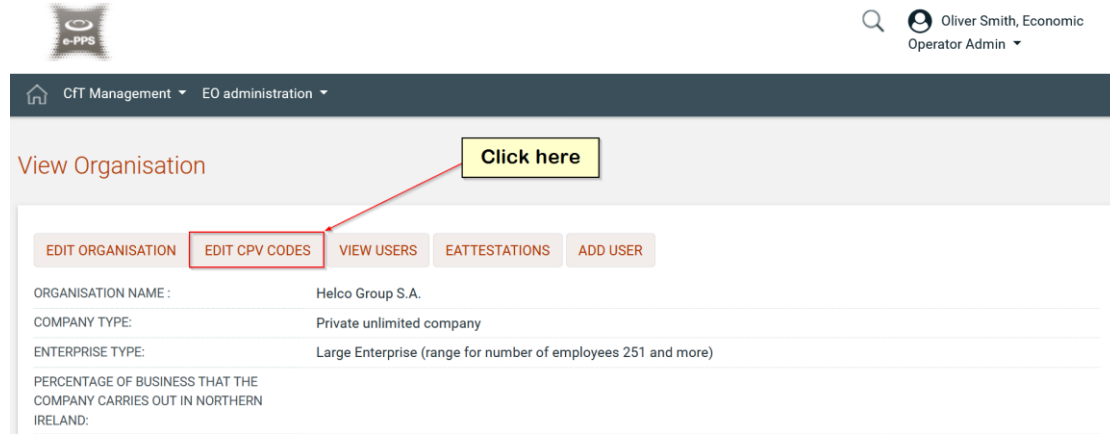 e-PPS
Oliver Smith, Economic
Operator Admin
CfT Management
EO administration
View Organisation
Click here
EDIT ORGANISATION
EDIT CPV CODES
VIEW USERS
EATTESTATIONS
ADD USER
ORGANISATION NAME :
Helco Group S.A.
COMPANY TYPE:
Private unlimited company
ENTERPRISE TYPE:
Large Enterprise (range for number of employees 251 and more)
PERCENTAGE OF BUSINESS THAT THE
COMPANY CARRIES OUT IN NORTHERN
IRELAND: